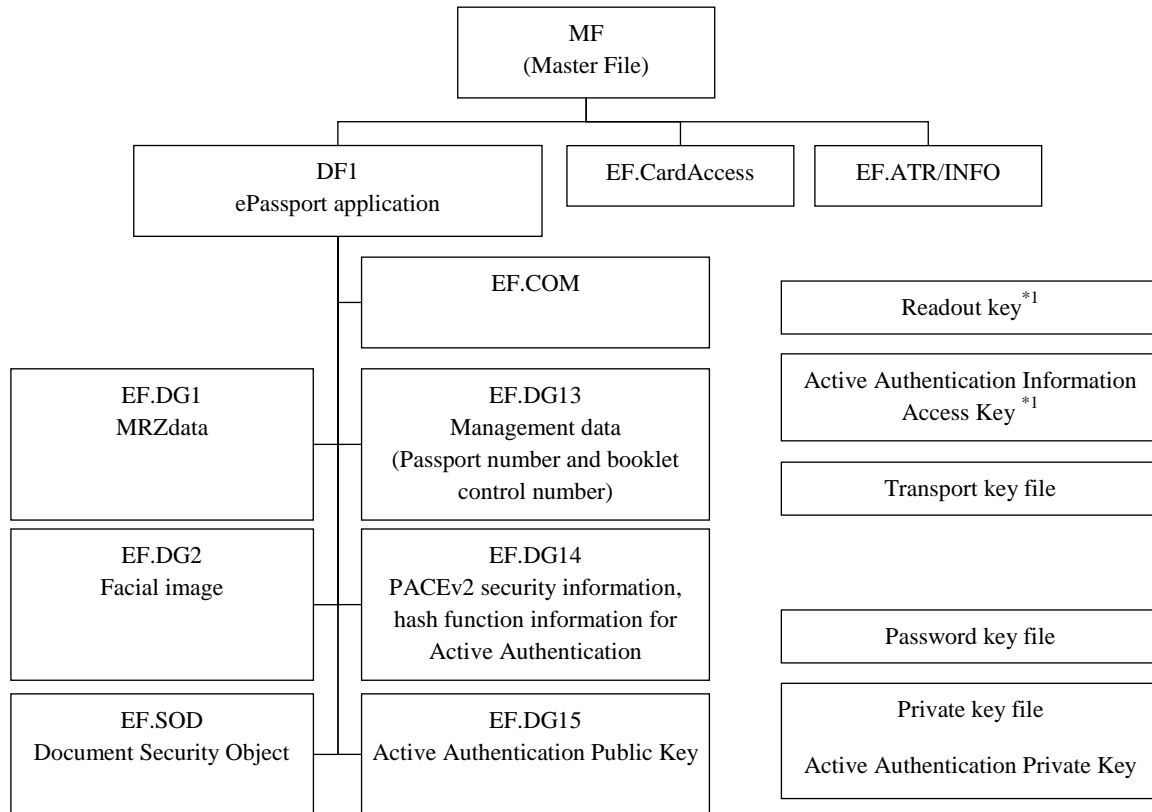 MF
(Master File)
DF1
ePassport application
EF.CardAccess
EF.ATR/INFO
EF.COM
Readout key*1
EF.DG1
MRZdata
EF.DG13
Management data
(Passport number and booklet
control number)
Active Authentication Information
Access Key *1
Transport key file
EF.DG2
Facial image
EF.DG14
PACEv2 security information,
hash function information for
Active Authentication
Password key file
EF.SOD
Document Security Object
EF.DG15
Active Authentication Public Key
Private key file
Active Authentication Private Key